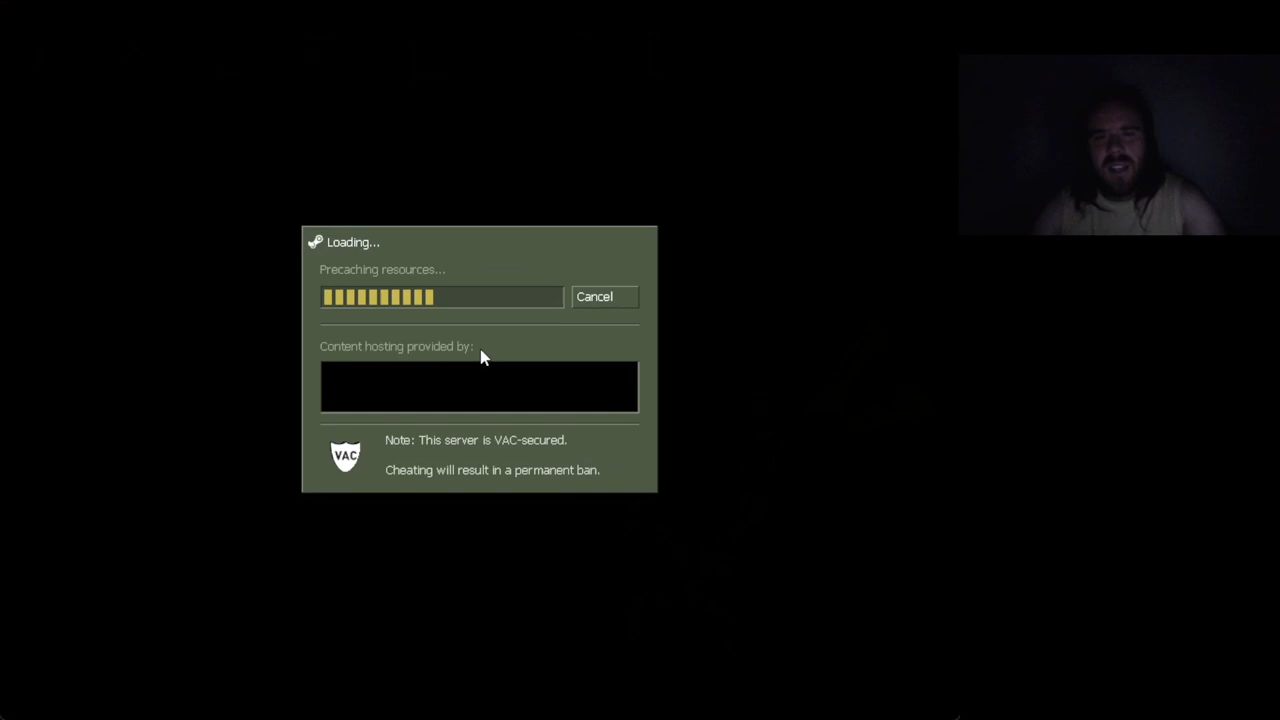 Loading...
Precaching resources...
Cancel
Content hosting provided by:
Note: This server is VAC-secured.
VAC
Cheating will result in a permanent ban.